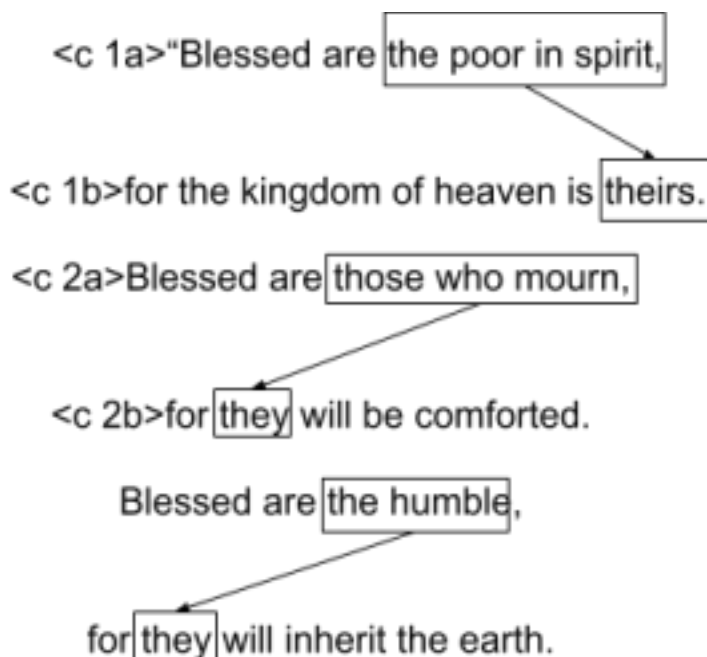 <c 1a>“Blessed are the poor in spirit,
<c 1b>for the kingdom of heaven is theirs.
<c 2a>Blessed are those who mourn,
<c 2b>for they will be comforted.
Blessed are the humble,
for they will inherit the earth.